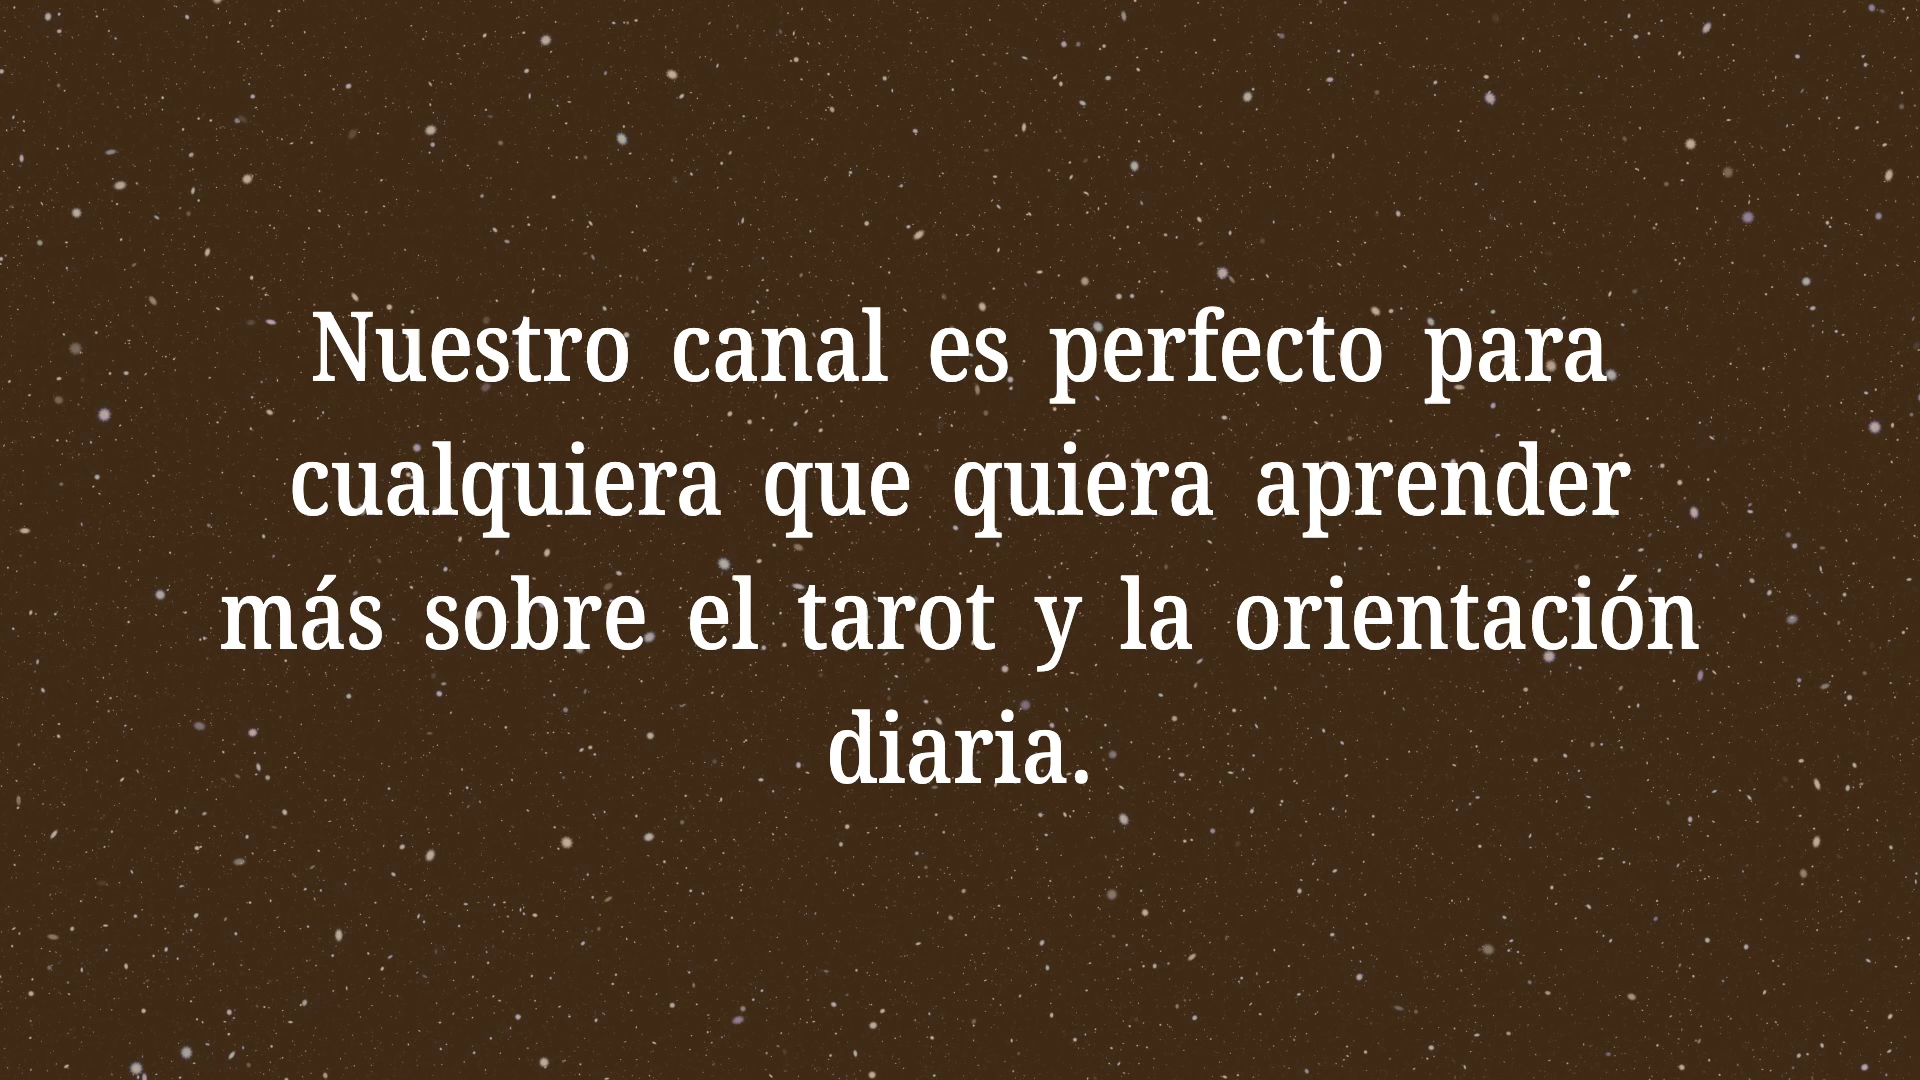 Nuestro canal es perfecto para
cualquiera que quiera aprender
más sobre el tarot y la orientación
diaria.